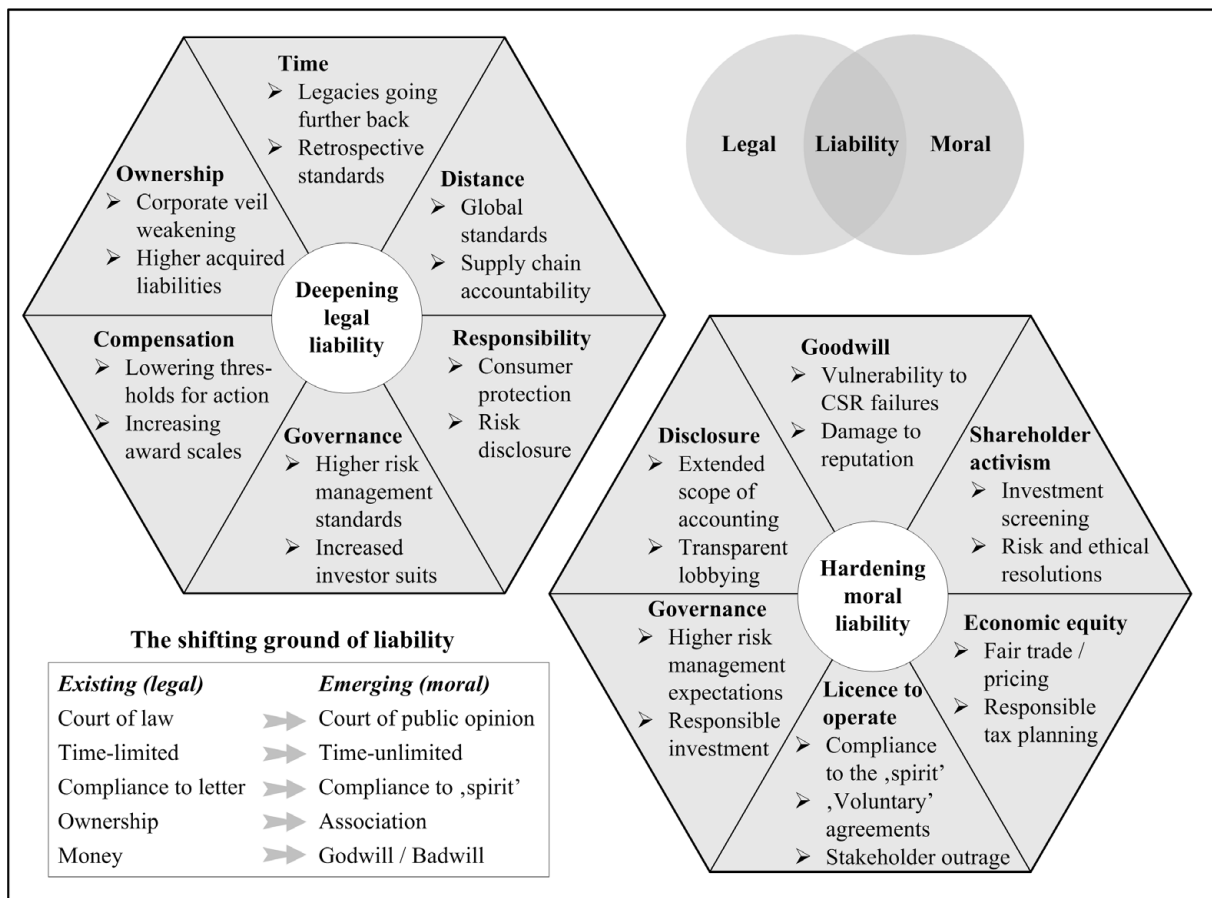 Time
➢ Legacies going
further back
➢ Retrospective
standards
Ownership
➢ Corporate veil
weakening
➢ Higher acquired
liabilities
Distance
➢ Global
standards
➢ Supply chain
accountability
Deepening
legal
liability
Compensation
➢ Lowering thres-
holds for action
➢ Increasing
award scales
Governance
➢ Higher risk
management
standards
➢ Increased
investor suits
Responsibility
➢ Consumer
protection
➢ Risk
disclosure
Legal
Liability
Moral
Goodwill
➢ Vulnerability to
CSR failures
➢ Damage to
reputation
Disclosure
➢ Extended
scope of
accounting
➢ Transparent
lobbying
Shareholder
activism
➢ Investment
screening
➢ Risk and ethical
resolutions
Hardening
moral
liability
Governance
➢ Higher risk
management
expectations
➢ Responsible
investment
Licence to
operate
➢ Compliance
to the ‚spirit’
➢ ‚Voluntary’
agreements
➢ Stakeholder outrage
Economic equity
➢ Fair trade /
pricing
➢ Responsible
tax planning
The shifting ground of liability
Existing (legal) Emerging (moral)
Court of law Court of public opinion
Time-limited Time-unlimited
Compliance to letter Compliance to ‚spirit’
Ownership Association
Money Godwill / Badwill